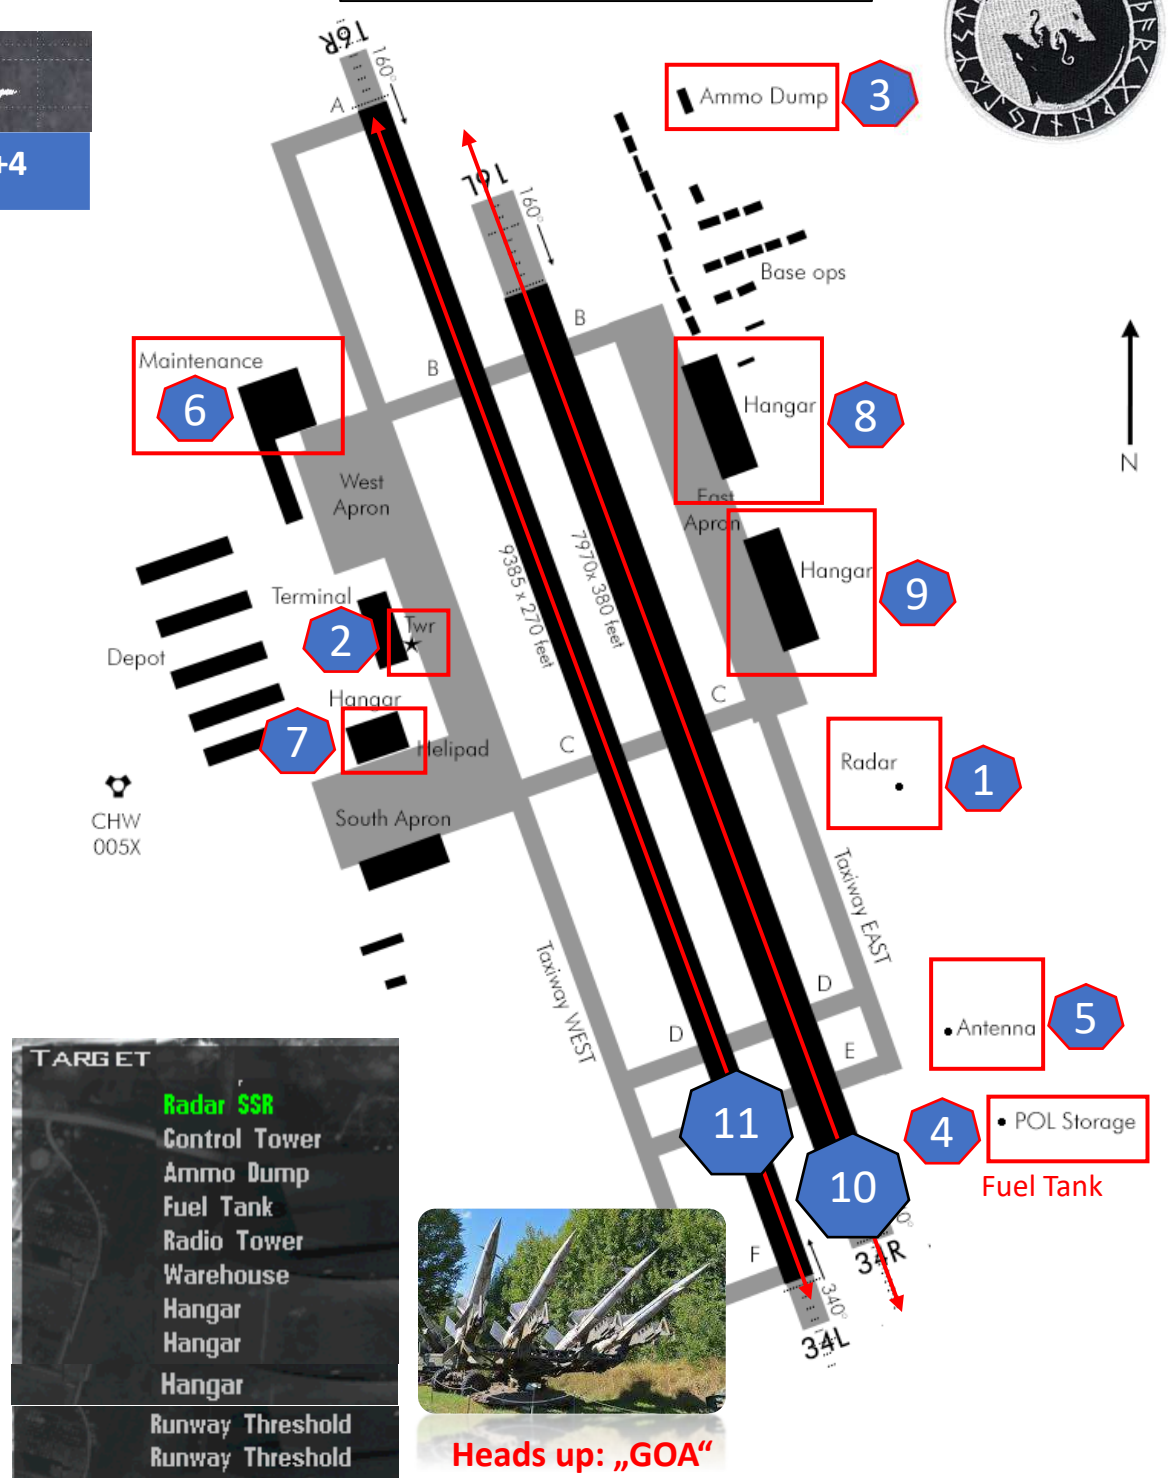 +4
16R
160°
A
16L
160°
Ammo Dump
3
Base ops
B
B
Maintenance
6
Hangar
8
N
West
Apron
East
Apron
9385 x 270 feet
7970x 380 feet
Hangar
9
Terminal
2
Twr
Depot
Hangar
7
Helipad
C
C
Radar
1
CHW
005X
South Apron
Taxiway EAST
Taxiway WEST
D
D
E
Antenna
5
11
10
4
POL Storage
Fuel Tank
F
34R
340°
34L
TARGET
Radar SSR
Control Tower
Ammo Dump
Fuel Tank
Radio Tower
Warehouse
Hangar
Hangar
Hangar
Runway Threshold
Runway Threshold
Heads up: „GOA“